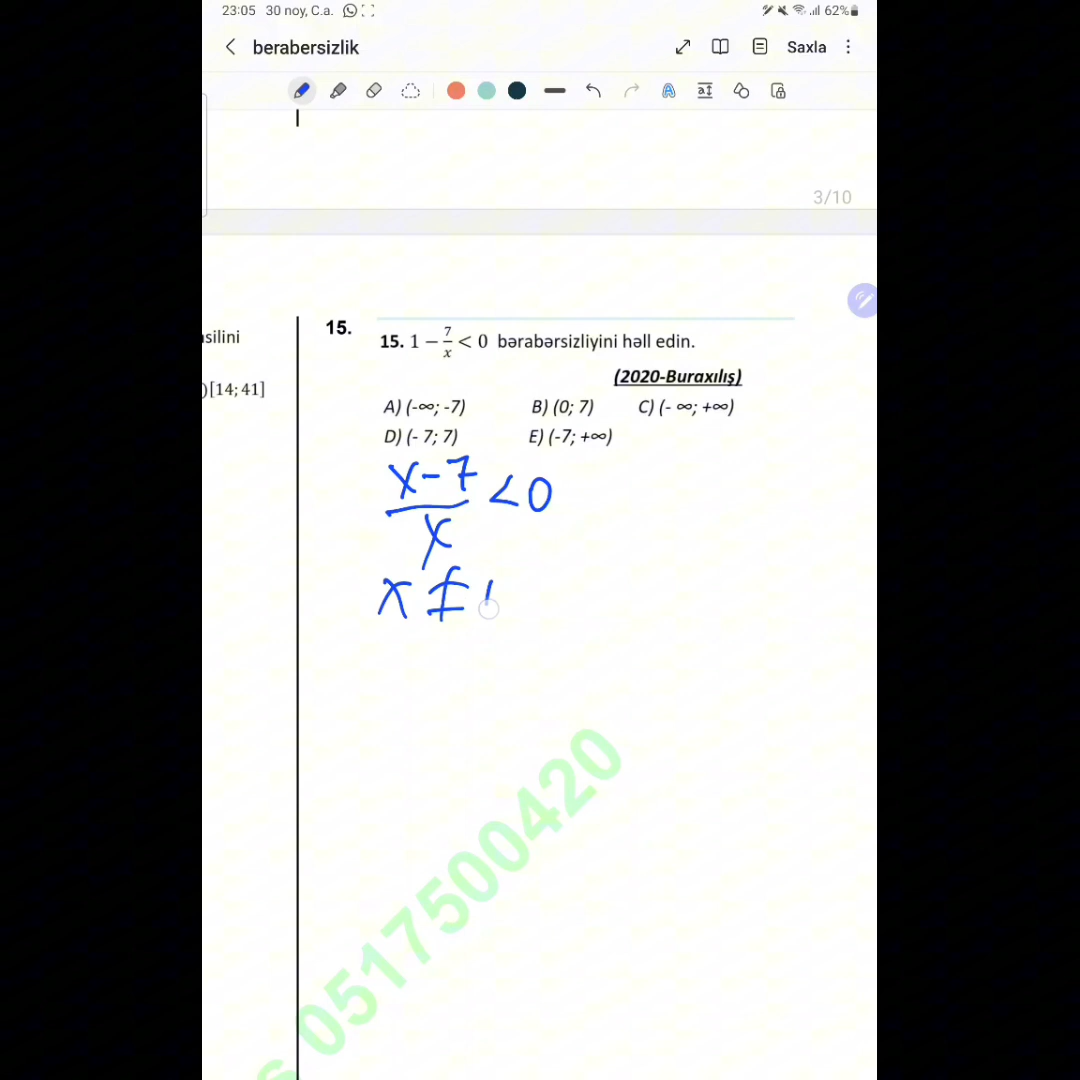 23:05 30 noy, C.a. 62%
berabersizlik
Saxla
3/10
silini
)[14; 41]
15.
15. 1 − 7/x < 0 bərabərsizliyini həll edin.
(2020-Buraxılış)
A) (-∞; -7) B) (0; 7) C) (- ∞; +∞)
D) (- 7; 7) E) (-7; +∞)
x-7/x <0
x ≠
0517500420